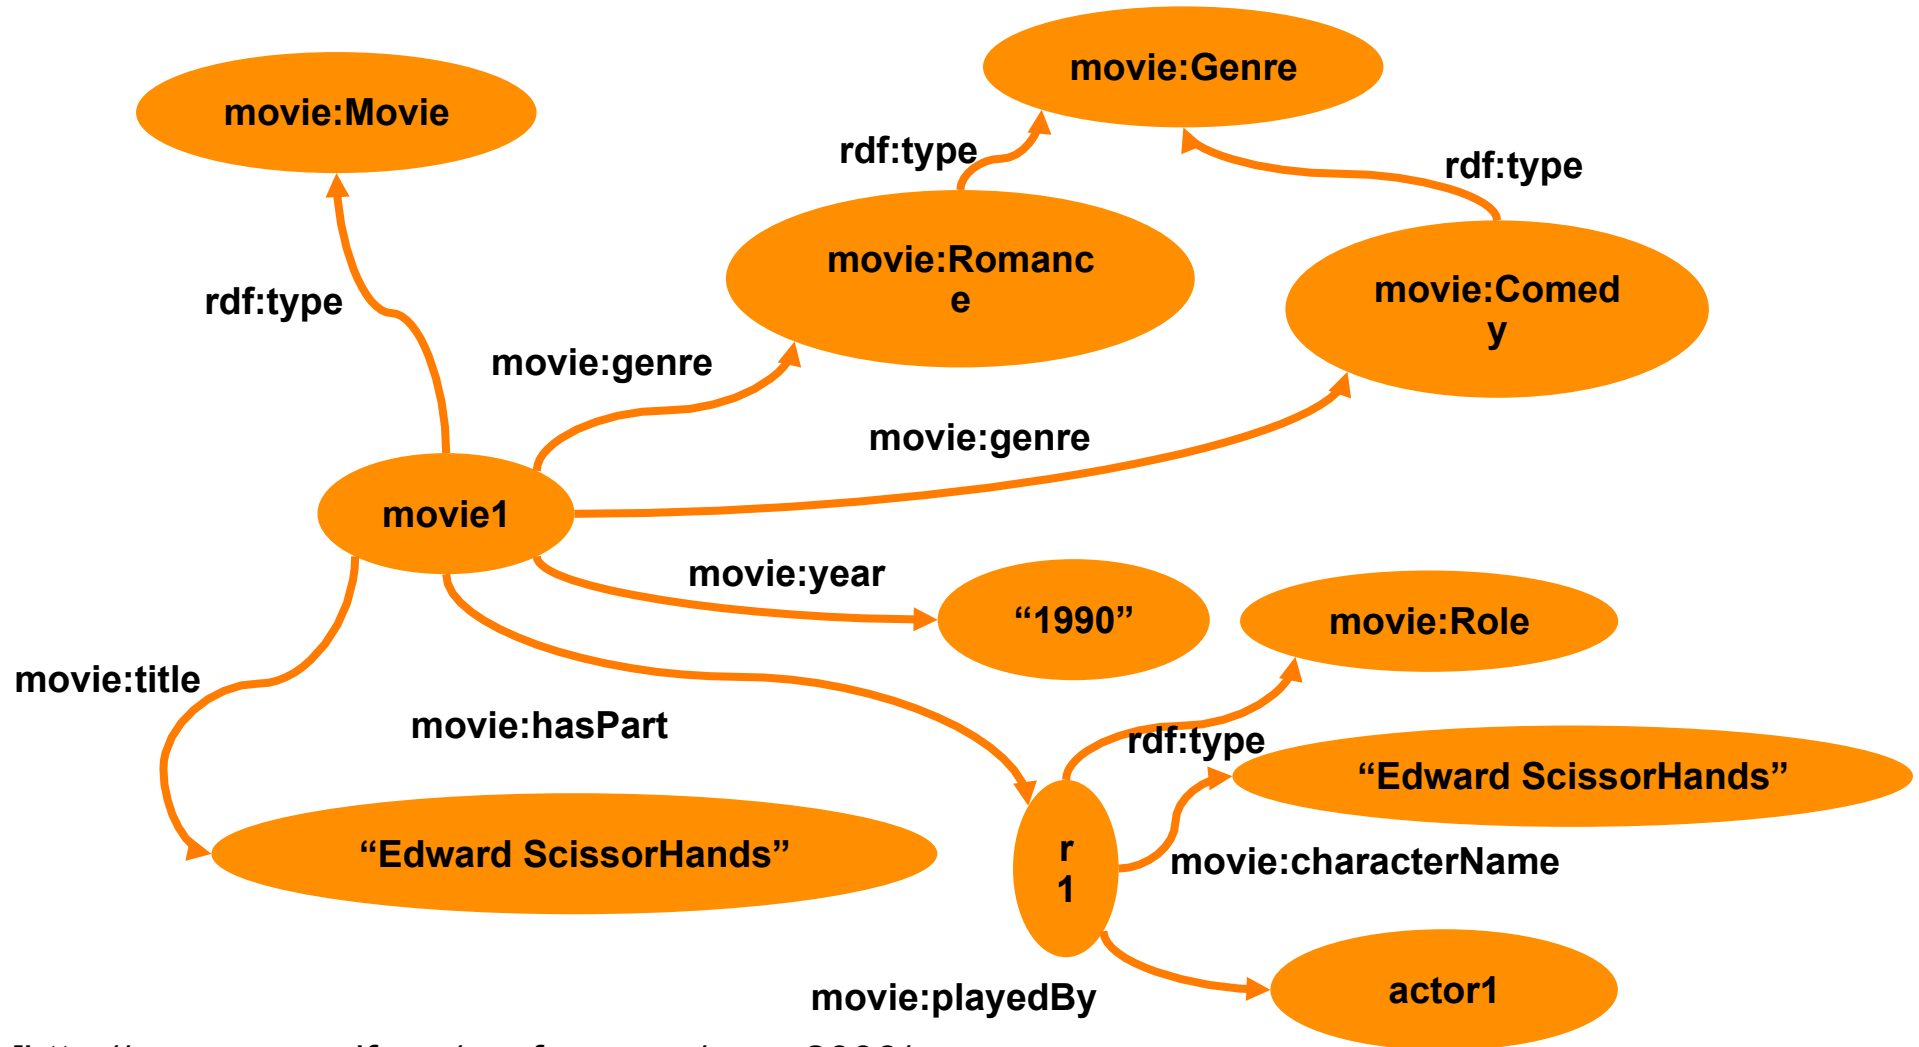 movie:Genre
movie:Movie
rdf:type
rdf:type
movie:Romanc
e
movie:Comed
y
rdf:type
movie:genre
movie:genre
movie1
movie:year
“1990”
movie:Role
movie:title
movie:hasPart
rdf:type
“Edward ScissorHands”
“Edward ScissorHands”
r
1
movie:characterName
movie:playedBy
actor1